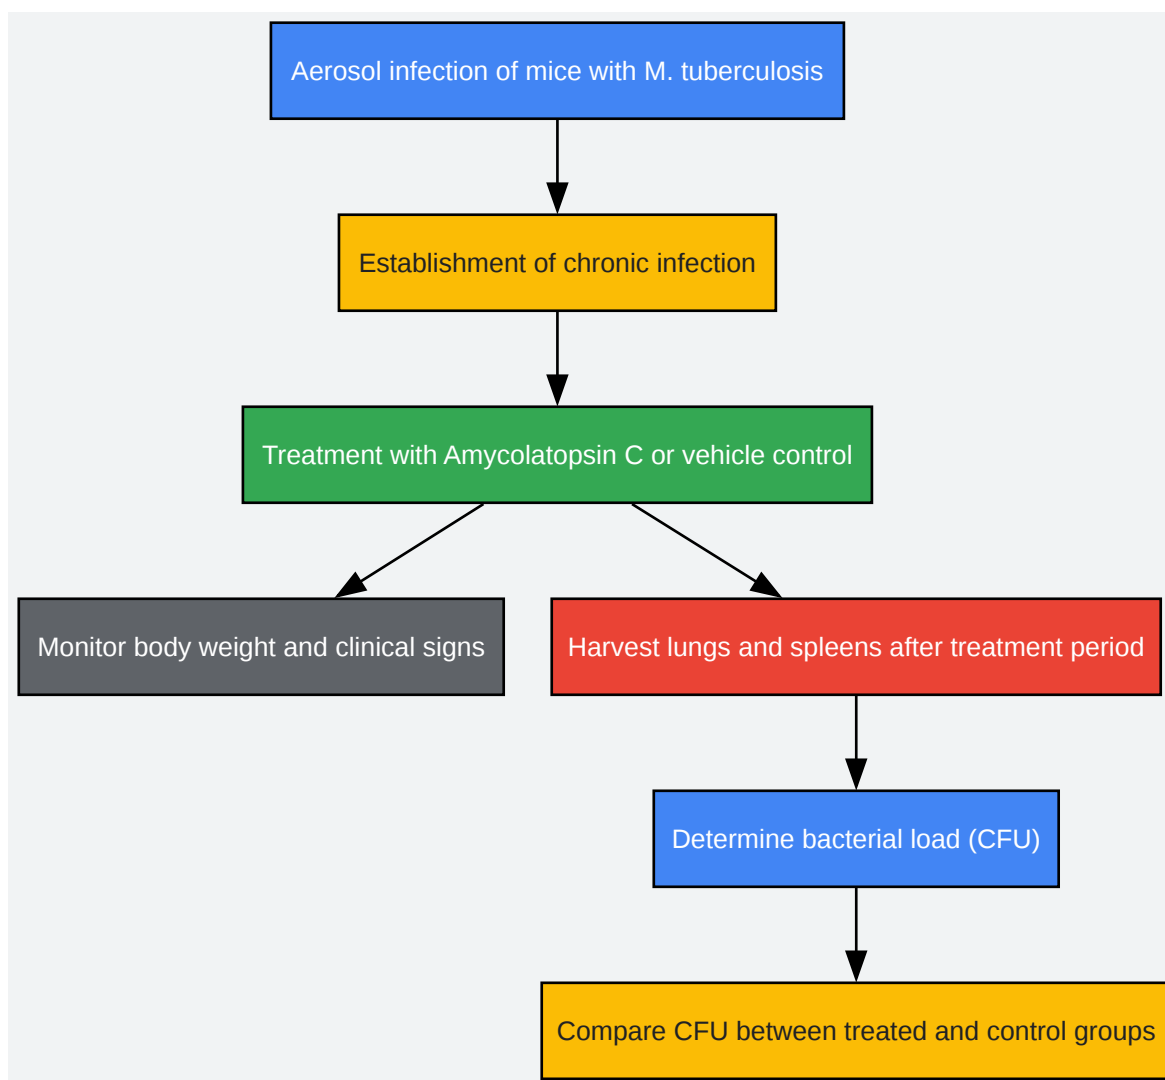 Aerosol infection of mice with M. tuberculosis
Establishment of chronic infection
Treatment with Amycolatopsin C or vehicle control
Monitor body weight and clinical signs
Harvest lungs and spleens after treatment period
Determine bacterial load (CFU)
Compare CFU between treated and control groups